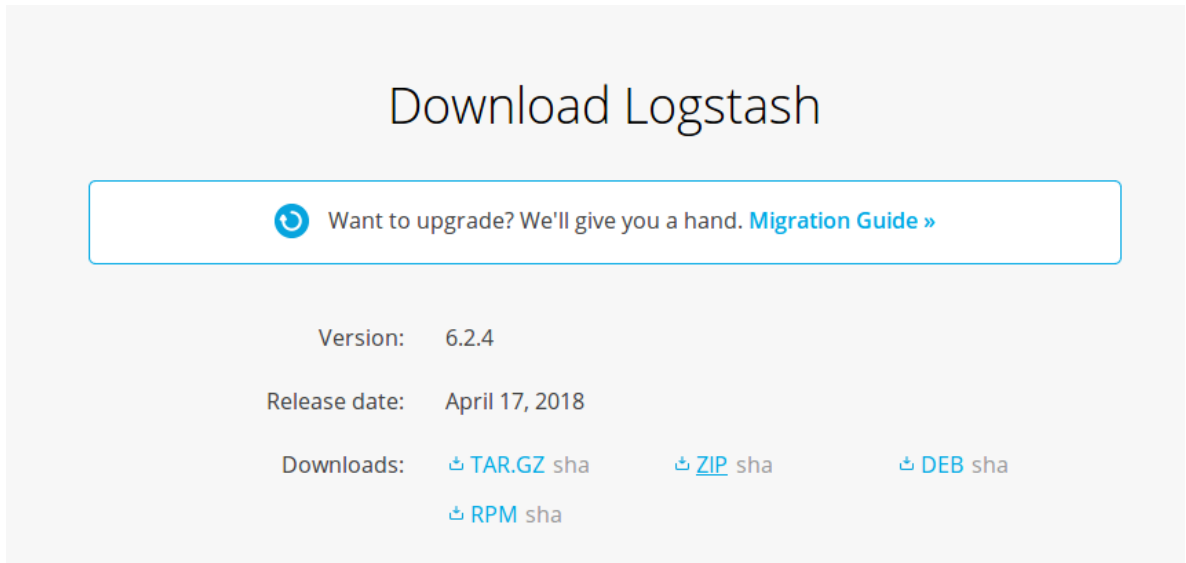 Download Logstash
Want to upgrade? We'll give you a hand. Migration Guide »
Version: 6.2.4
Release date: April 17, 2018
Downloads: TAR.GZ sha ZIP sha DEB sha
RPM sha